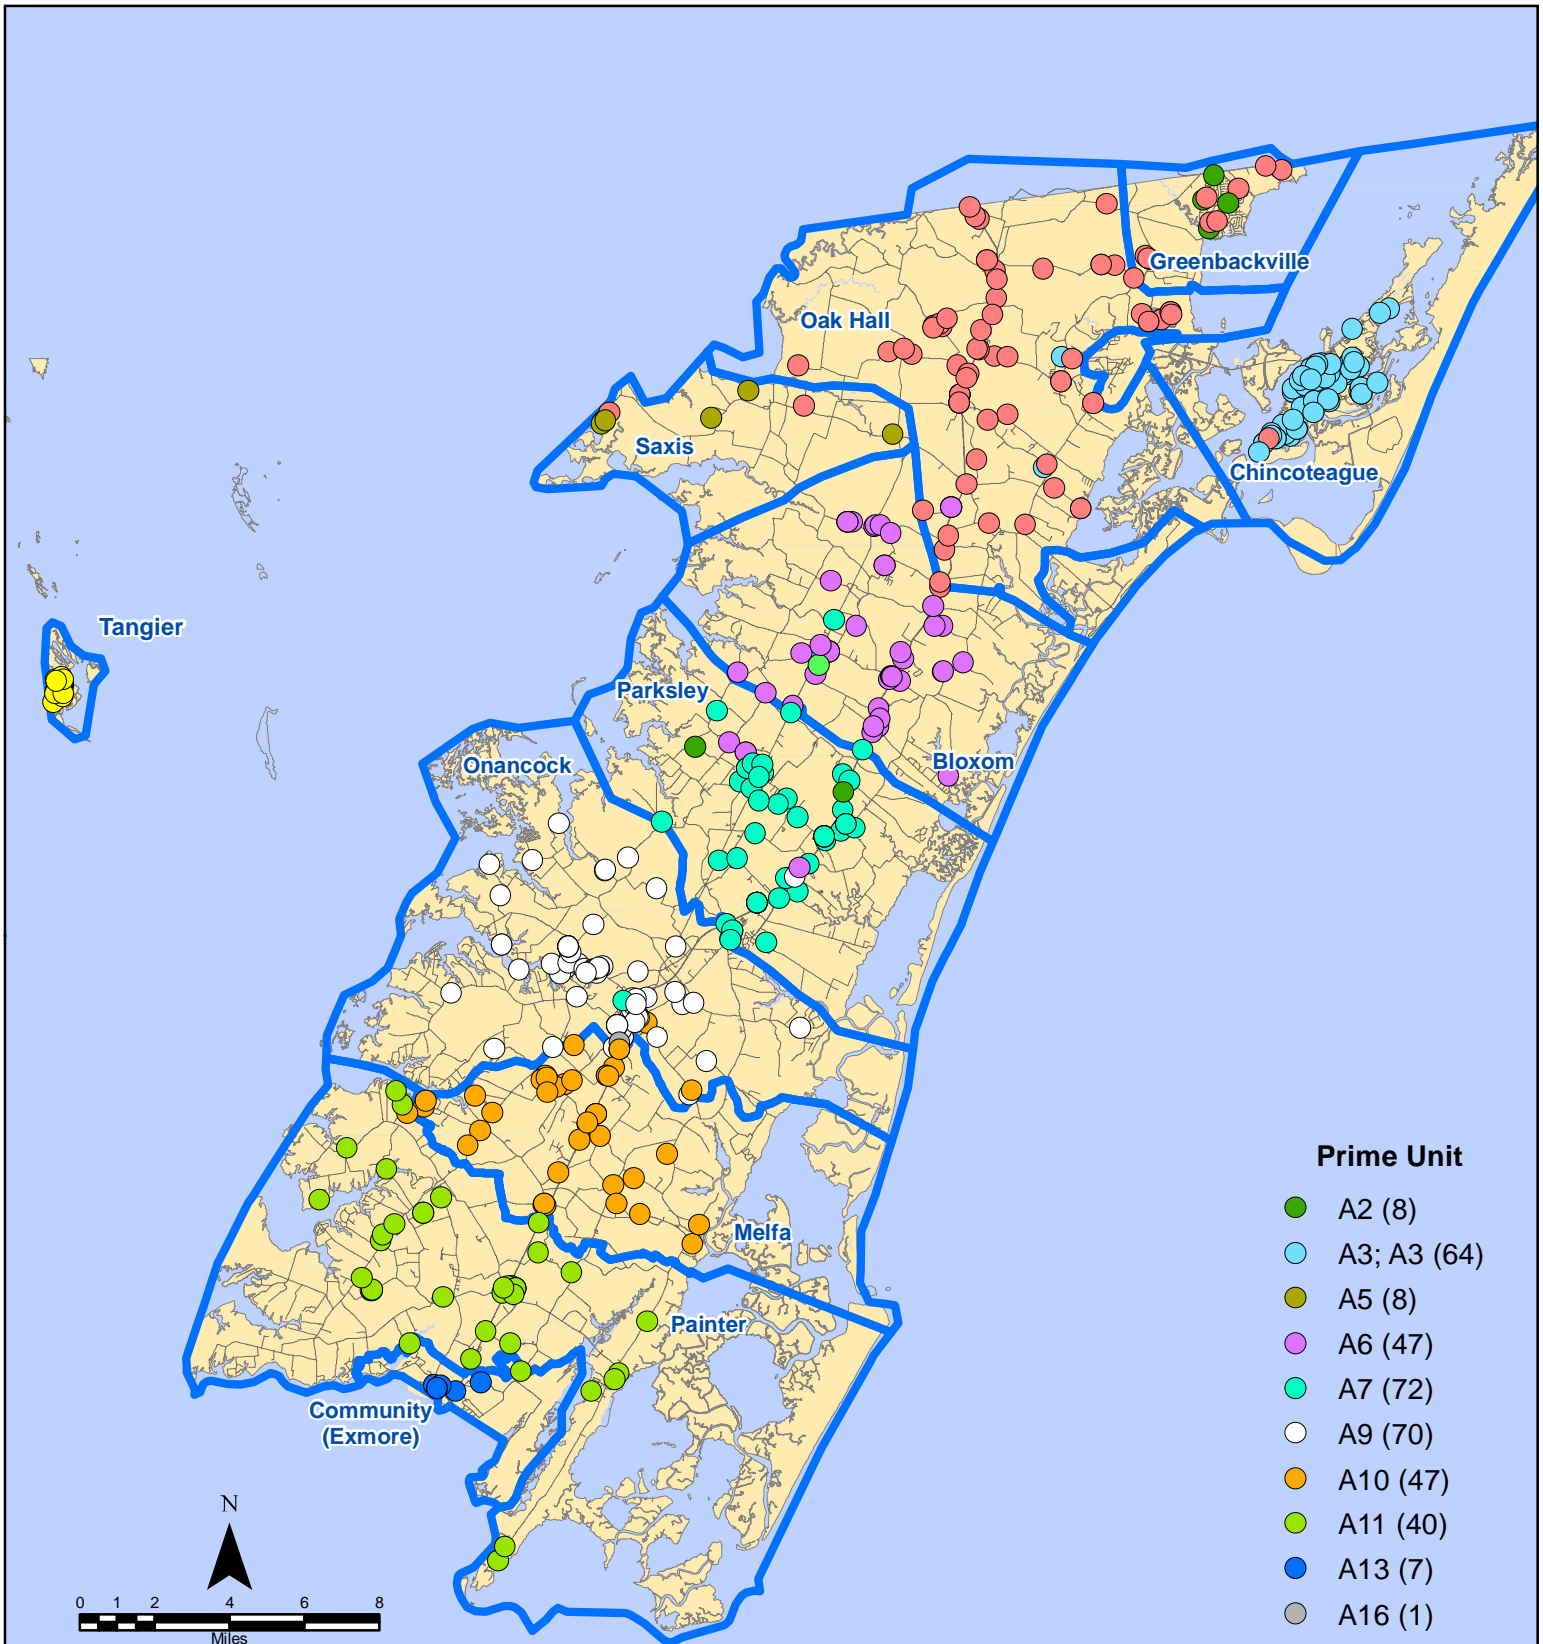 Greenbackville
Oak Hall
Saxis
Chincoteague
Tangier
Parksley
Onancock
Bloxom
Melfa
Painter
Community
(Exmore)
Prime Unit
A2 (8)
A3; A3 (64)
A5 (8)
A6 (47)
A7 (72)
A9 (70)
A10 (47)
A11 (40)
A13 (7)
A16 (1)
N
0 1 2 4 6 8
Miles